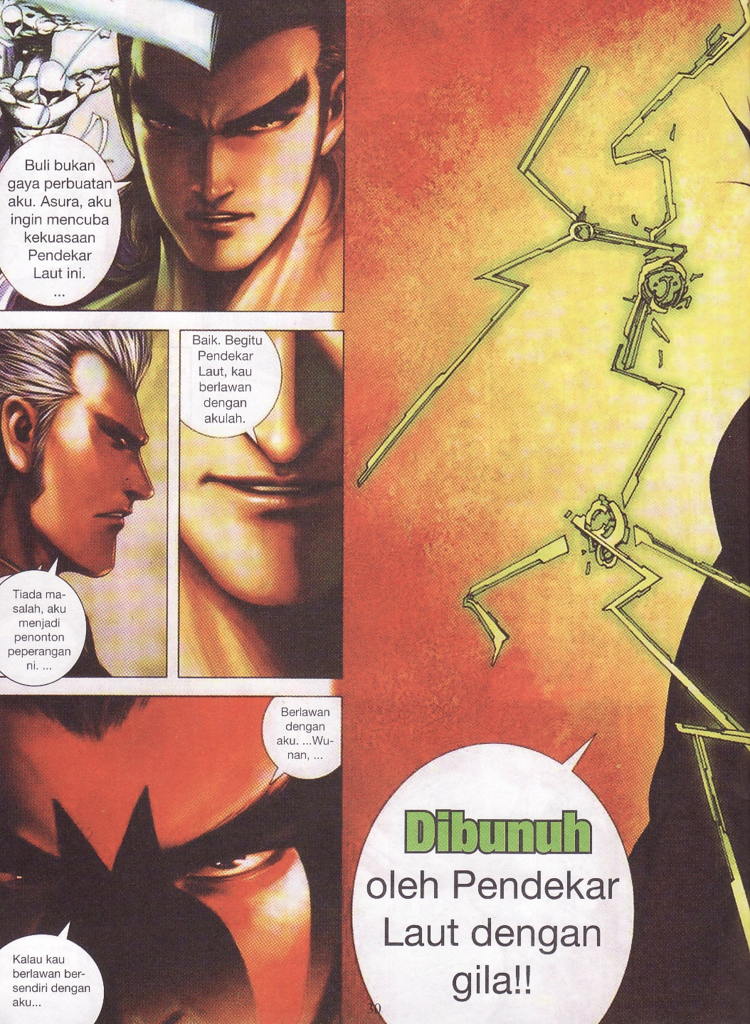 Buli bukan
gaya perbuatan
aku. Asura, aku
ingin mencuba
kekuasaan
Pendekar
Laut ini.
...
Baik. Begitu
Pendekar
Laut, kau
berlawan
dengan
akulah.
Tiada ma-
salah, aku
menjadi
penonton
peperangan
ni. ...
Berlawan
dengan
aku. ...Wu-
nan, ...
Kalau kau
berlawan ber-
sendiri dengan
aku...
Dibunuh
oleh Pendekar
Laut dengan
gila!!
30